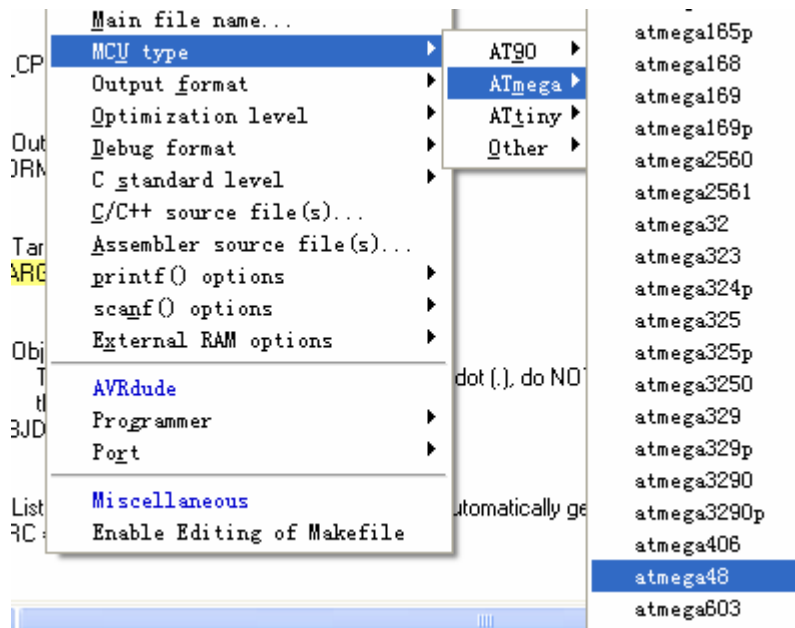 Main file name...
MCU type
Output format
Optimization level
Debug format
C standard level
C/C++ source file(s)...
Assembler source file(s)...
printf() options
scanf() options
External RAM options
AVRdude
Programmer
Port
Miscellaneous
Enable Editing of Makefile
AT90
ATmega
ATtiny
Other
atmega165p
atmega168
atmega169
atmega169p
atmega2560
atmega2561
atmega32
atmega323
atmega324p
atmega325
atmega325p
atmega3250
atmega329
atmega329p
atmega3290
atmega3290p
atmega406
atmega48
atmega603
_CP
Out
Tar
ARG
Obj
dot (.), do NO
List
utomatically ge